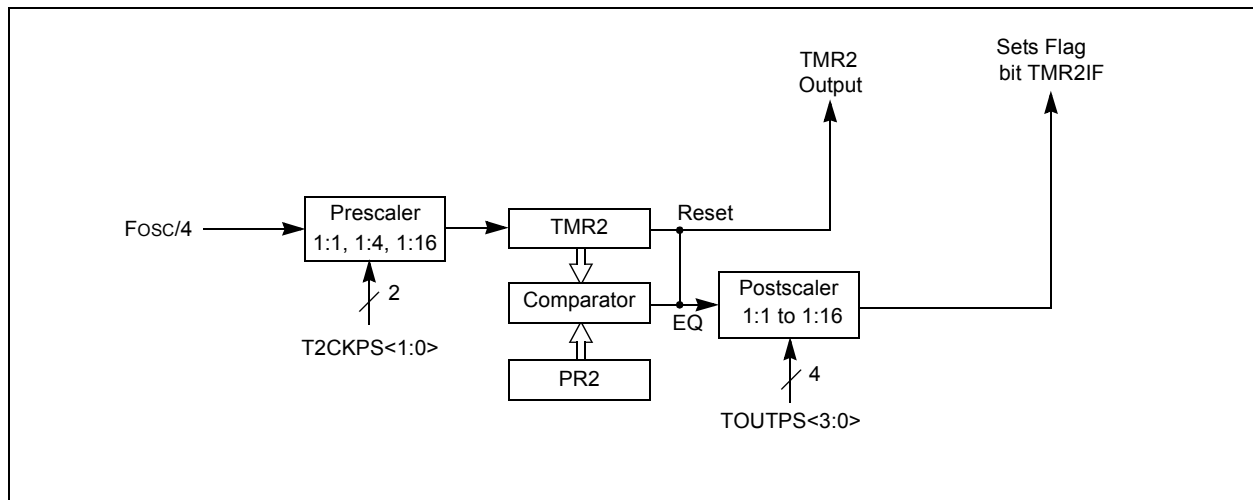 TMR2
Output
Sets Flag
bit TMR2IF
FOSC/4
Prescaler
1:1, 1:4, 1:16
2
T2CKPS<1:0>
TMR2
Reset
Comparator
EQ
PR2
Postscaler
1:1 to 1:16
4
TOUTPS<3:0>